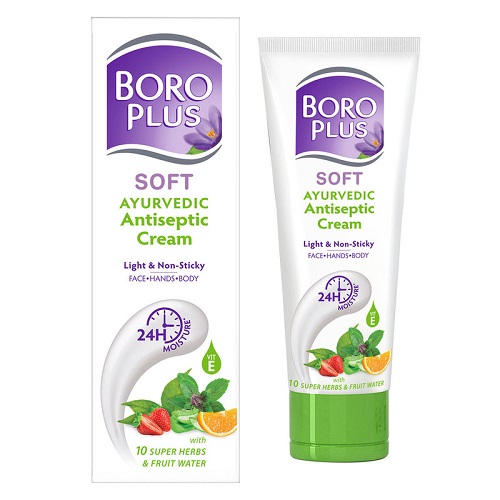 BORO
PLUS
SOFT
AYURVEDIC
Antiseptic
Cream
Light & Non-Sticky
FACE•HANDS•BODY
24H
MOISTURE*
VIT
E
with
10 SUPER HERBS
& FRUIT WATER
BORO
PLUS
SOFT
AYURVEDIC
Antiseptic
Cream
Light & Non-Sticky
FACE•HANDS•BODY
24H
MOISTURE*
VIT
E
with
10 SUPER HERBS & FRUIT WATER